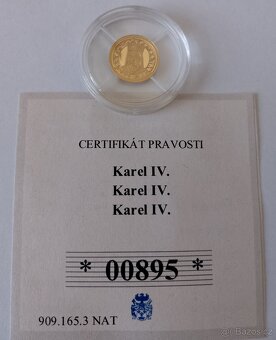 CERTIFIKÁT PRAVOSTI
Karel IV.
Karel IV.
Karel IV.
* 00895 *
909.165.3 NAT